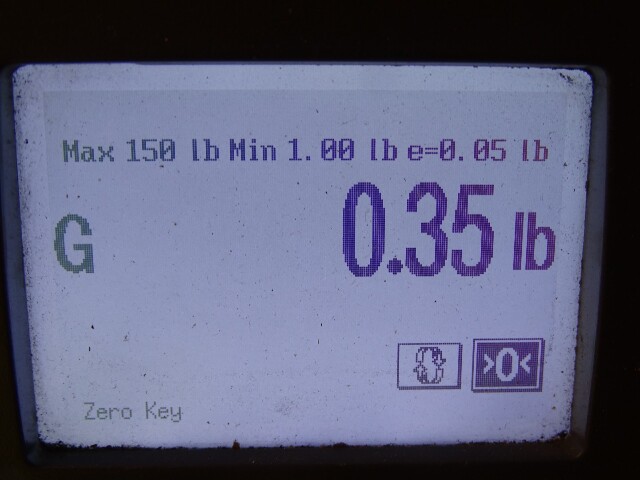 Max 150 lb Min 1.00 lb e=0.05 lb
G 0.35 lb
>0<
Zero Key